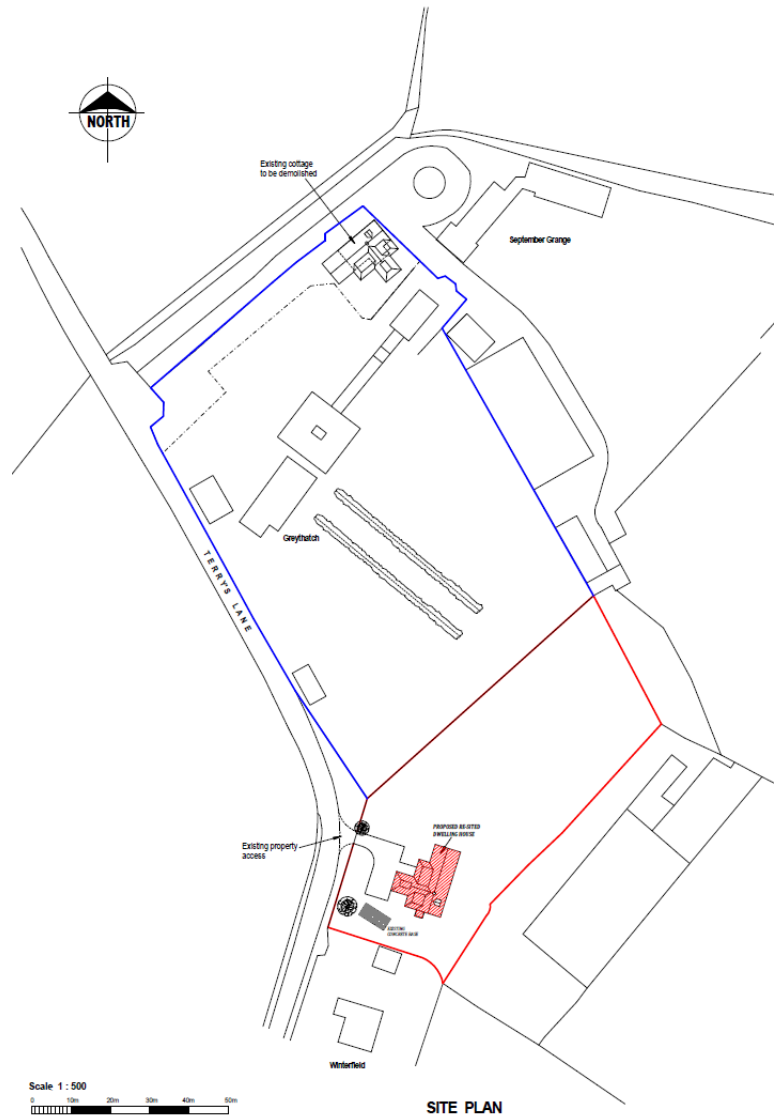 NORTH
Existing cottage
to be demolished
September Grange
Greythatch
TERRY'S LANE
PROPOSED RE-SITED
DWELLING HOUSE
Existing property
access
EXISTING
CONCRETE BASE
Winterfield
Scale 1 : 500
0 10m 20m 30m 40m 50m
SITE PLAN